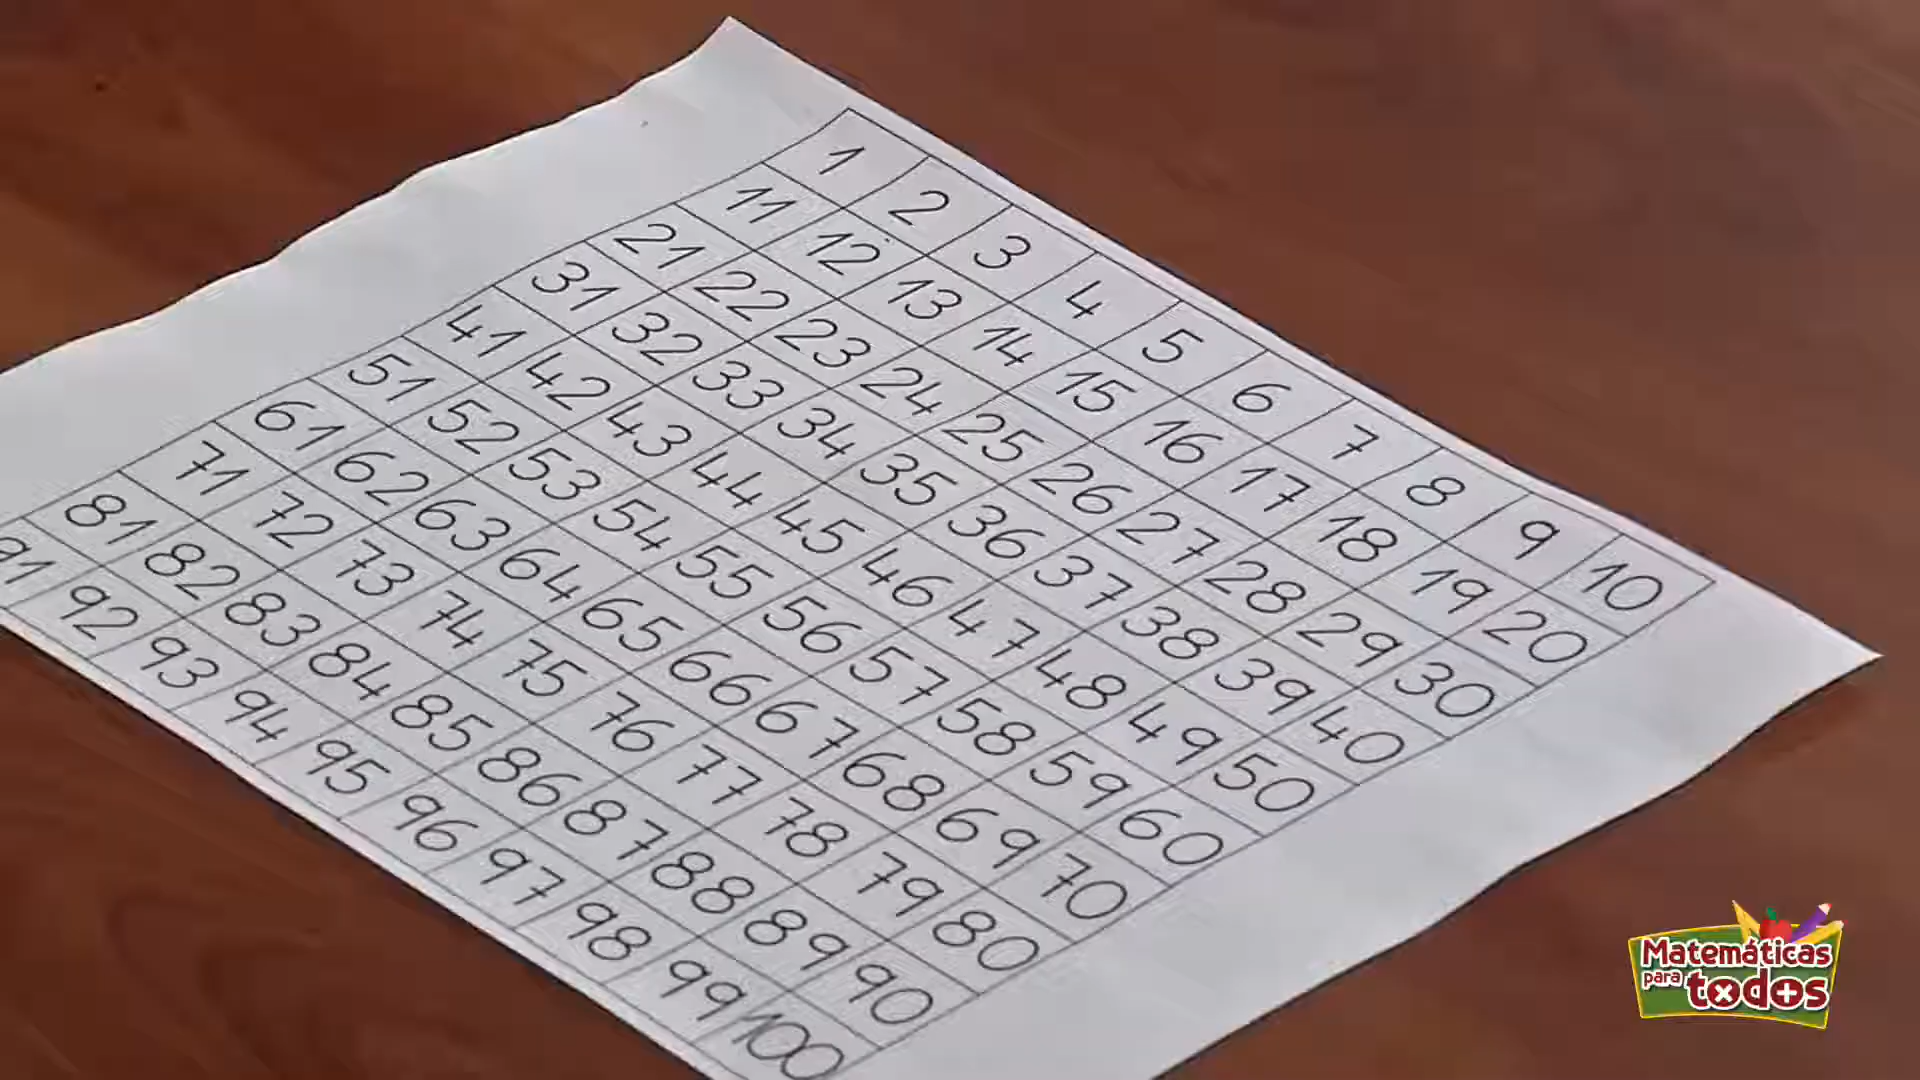 1 2 3 4 5 6 7 8 9 10
11 12 13 14 15 16 17 18 19 20
21 22 23 24 25 26 27 28 29 30
31 32 33 34 35 36 37 38 39 40
41 42 43 44 45 46 47 48 49 50
51 52 53 54 55 56 57 58 59 60
61 62 63 64 65 66 67 68 69 70
71 72 73 74 75 76 77 78 79 80
81 82 83 84 85 86 87 88 89 90
91 92 93 94 95 96 97 98 99 100
Matemáticas
para todos